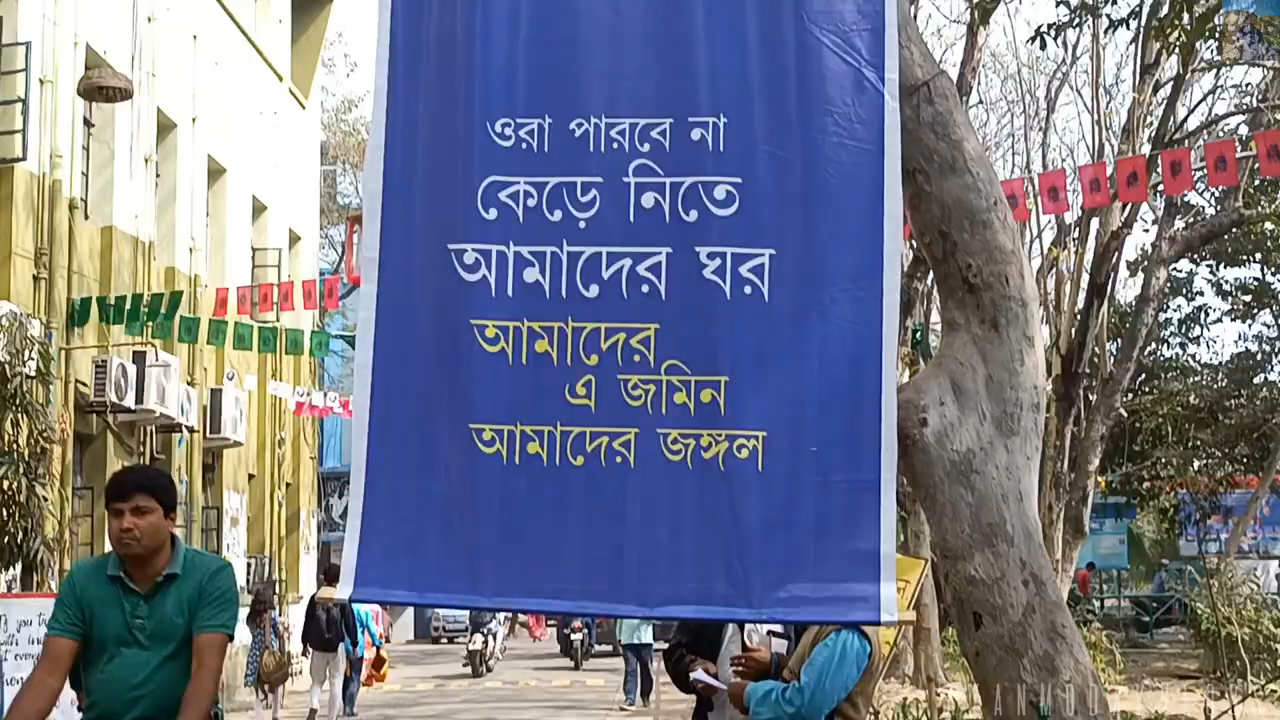 ওরা পারবে না
কেড়ে নিতে
আমাদের ঘর
আমাদের
এ জমিন
আমাদের জঙ্গল